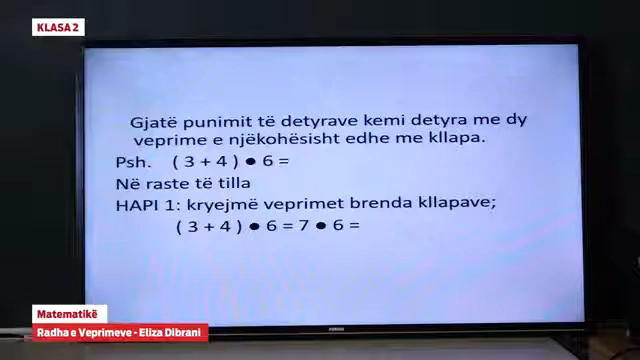 KLASA 2
Gjatë punimit të detyrave kemi detyra me dy
veprime e njëkohësisht edhe me kllapa.
Psh. ( 3 + 4 ) ● 6 =
Në raste të tilla
HAPI 1: kryejmë veprimet brenda kllapave;
( 3 + 4 ) ● 6 = 7 ● 6 =
Matematikë
Radha e Veprimeve - Eliza Dibrani